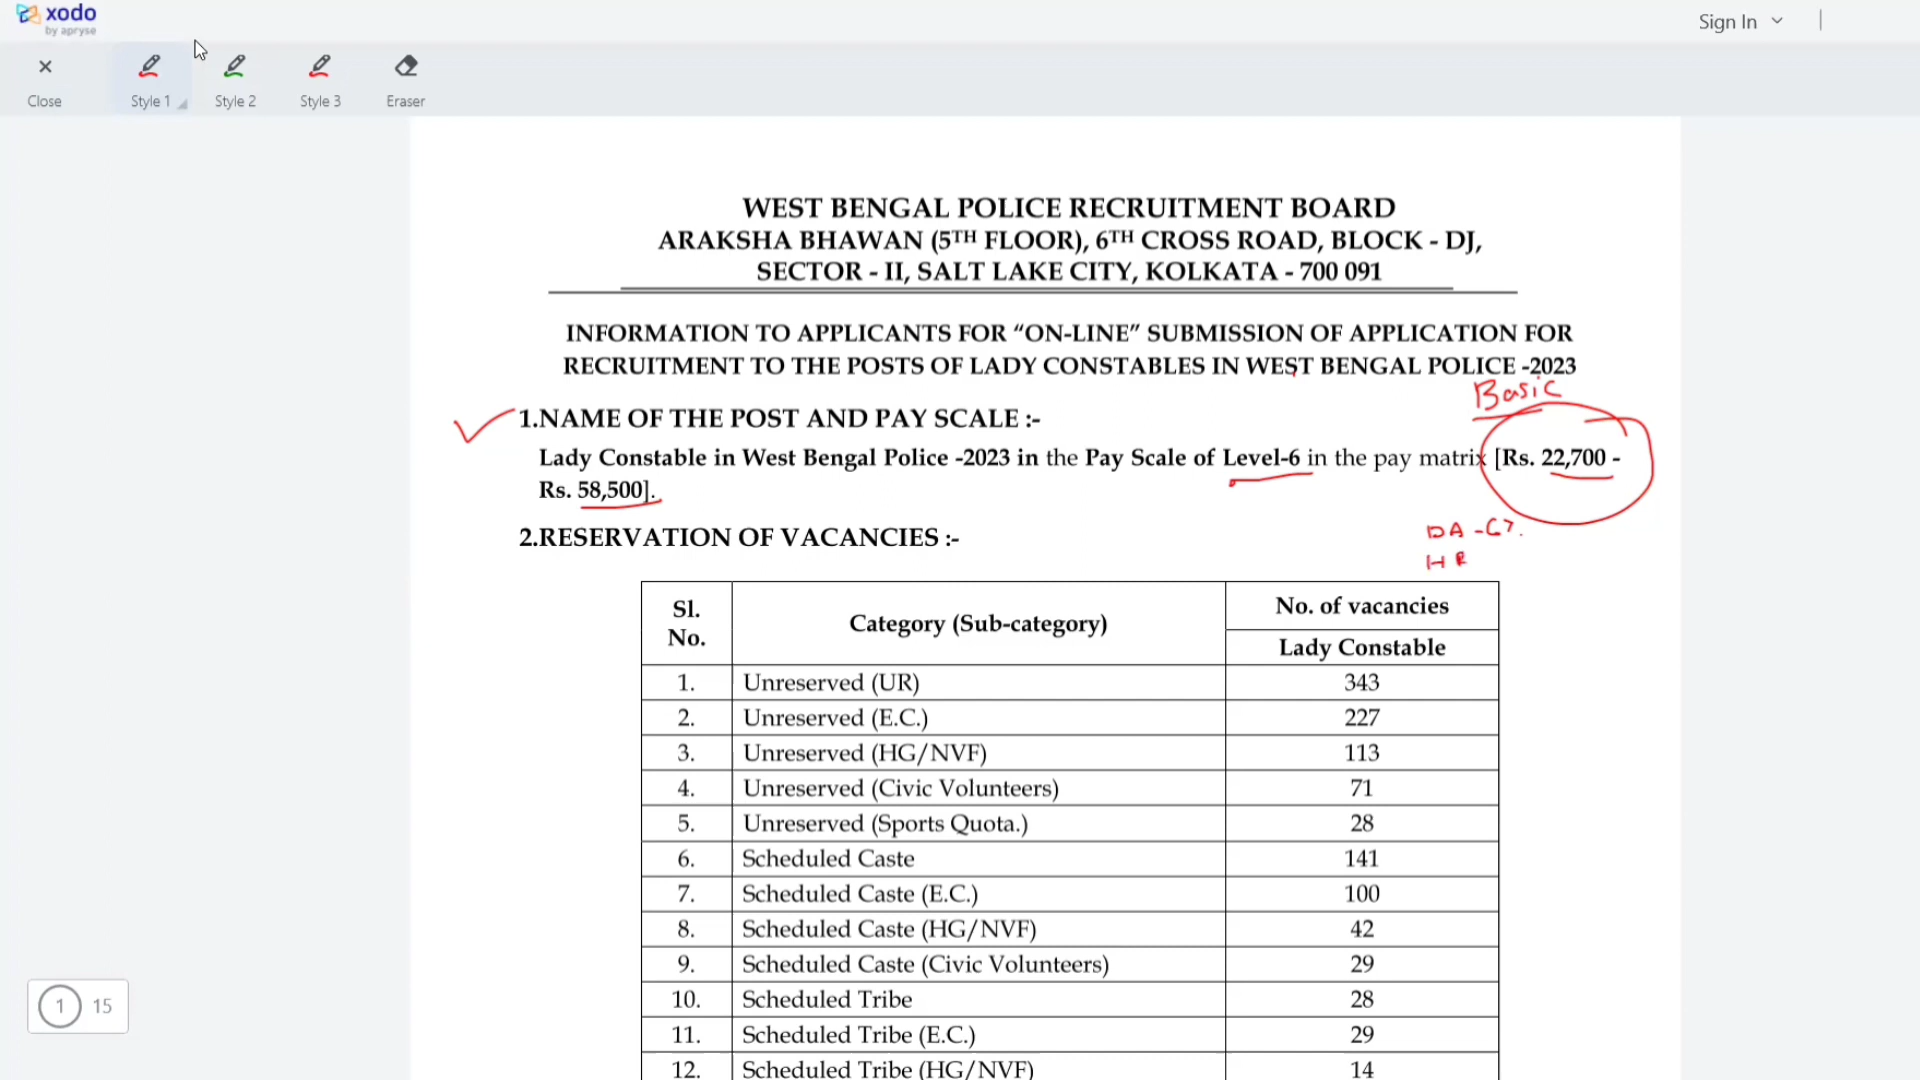 xodo
by apryse
Sign In
Close
Style 1
Style 2
Style 3
Eraser
WEST BENGAL POLICE RECRUITMENT BOARD
ARAKSHA BHAWAN (5TH FLOOR), 6TH CROSS ROAD, BLOCK - DJ,
SECTOR - II, SALT LAKE CITY, KOLKATA - 700 091
INFORMATION TO APPLICANTS FOR “ON-LINE” SUBMISSION OF APPLICATION FOR
RECRUITMENT TO THE POSTS OF LADY CONSTABLES IN WEST BENGAL POLICE -2023
Basic
1.NAME OF THE POST AND PAY SCALE :-
Lady Constable in West Bengal Police -2023 in the Pay Scale of Level-6 in the pay matrix [Rs. 22,700 -
Rs. 58,500].
2.RESERVATION OF VACANCIES :-
DA
HR
Sl. No. Category (Sub-category) No. of vacancies
Lady Constable
1. Unreserved (UR) 343
2. Unreserved (E.C.) 227
3. Unreserved (HG/NVF) 113
4. Unreserved (Civic Volunteers) 71
5. Unreserved (Sports Quota.) 28
6. Scheduled Caste 141
7. Scheduled Caste (E.C.) 100
8. Scheduled Caste (HG/NVF) 42
9. Scheduled Caste (Civic Volunteers) 29
10. Scheduled Tribe 28
11. Scheduled Tribe (E.C.) 29
12. Scheduled Tribe (HG/NVF) 14
1 15